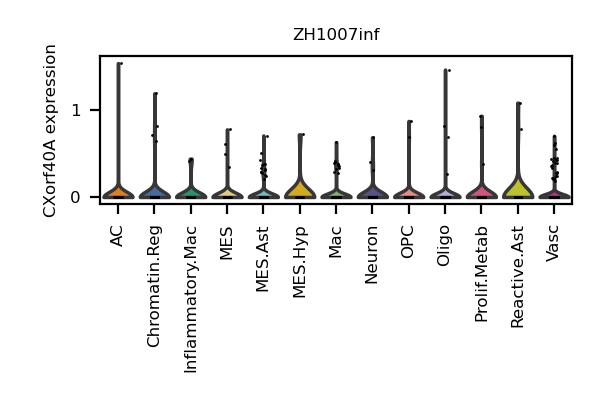 ZH1007inf
CXorf40A expression
1
0
AC
Chromatin.Reg
Inflammatory.Mac
MES
MES.Ast
MES.Hyp
Mac
Neuron
OPC
Oligo
Prolif.Metab
Reactive.Ast
Vasc